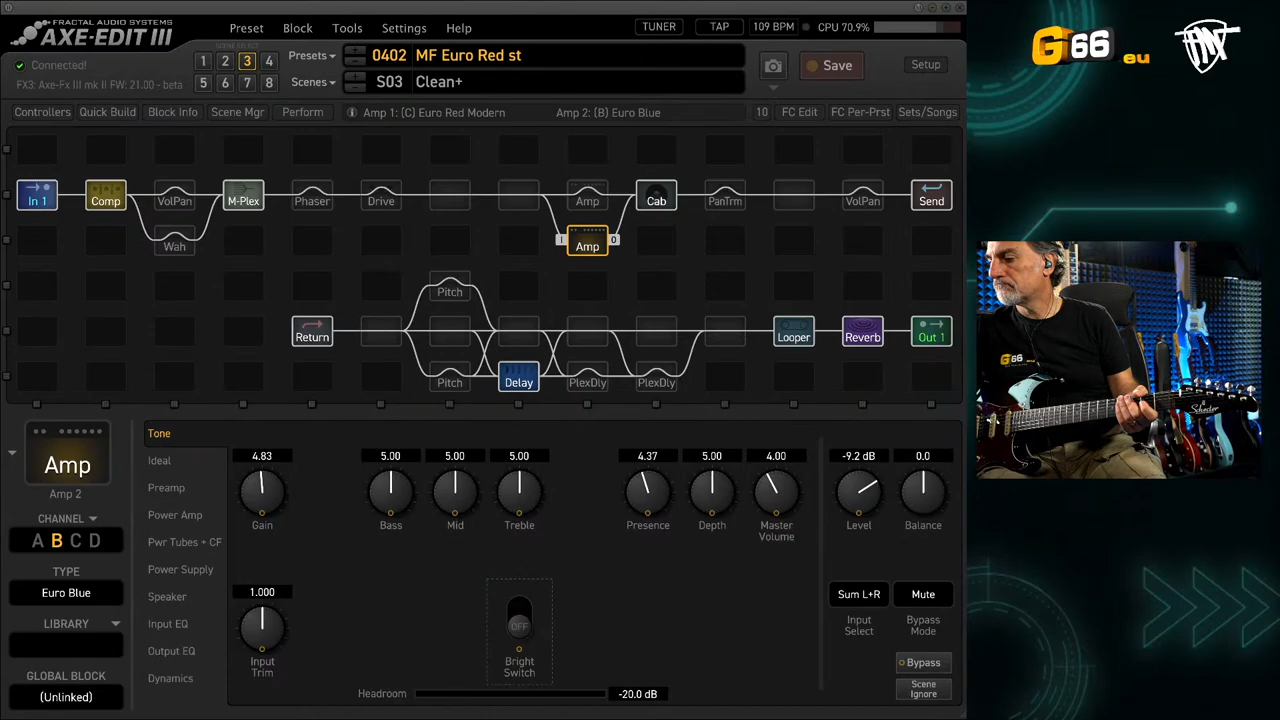 FRACTAL AUDIO SYSTEMS
AXE-EDIT III
Preset Block Tools Settings Help
TUNER TAP 109 BPM CPU 70.9%
Connected!
FX3: Axe-Fx III mk II FW: 21.00 - beta
SCENE SELECT
1 2 3 4
5 6 7 8
Presets 0402 MF Euro Red st
Scenes S03 Clean+
Save Setup
Controllers Quick Build Block Info Scene Mgr Perform
Amp 1: (C) Euro Red Modern Amp 2: (B) Euro Blue
10 FC Edit FC Per-Prst Sets/Songs
In 1 Comp VolPan M-Plex Phaser Drive Amp Cab PanTrm VolPan Send
Wah I Amp O
Pitch
Return Looper Reverb Out 1
Pitch Delay PlexDly PlexDly
Amp
Amp 2
CHANNEL
A B C D
TYPE
Euro Blue
LIBRARY
GLOBAL BLOCK
(Unlinked)
Tone
Ideal
Preamp
Power Amp
Pwr Tubes + CF
Power Supply
Speaker
Input EQ
Output EQ
Dynamics
4.83 5.00 5.00 5.00 4.37 5.00 4.00 -9.2 dB 0.0
Gain Bass Mid Treble Presence Depth Master Volume Level Balance
1.000
Input Trim
OFF
Bright Switch
Sum L+R Mute
Input Select Bypass Mode
Bypass
Scene Ignore
Headroom -20.0 dB
G66
eu
G66
Schecter